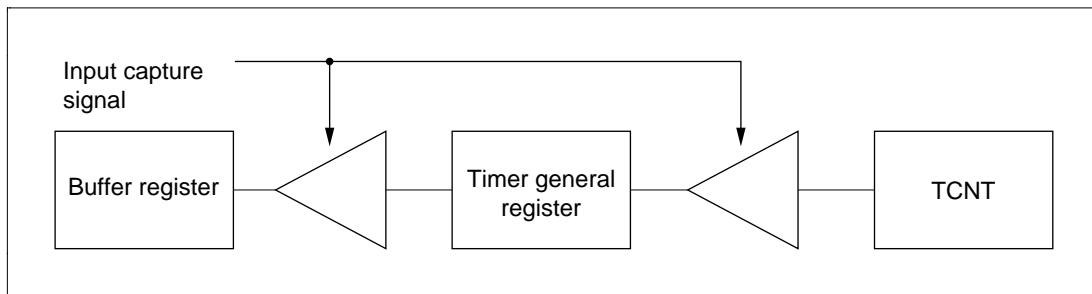 Input capture
signal
Buffer register
Timer general
register
TCNT